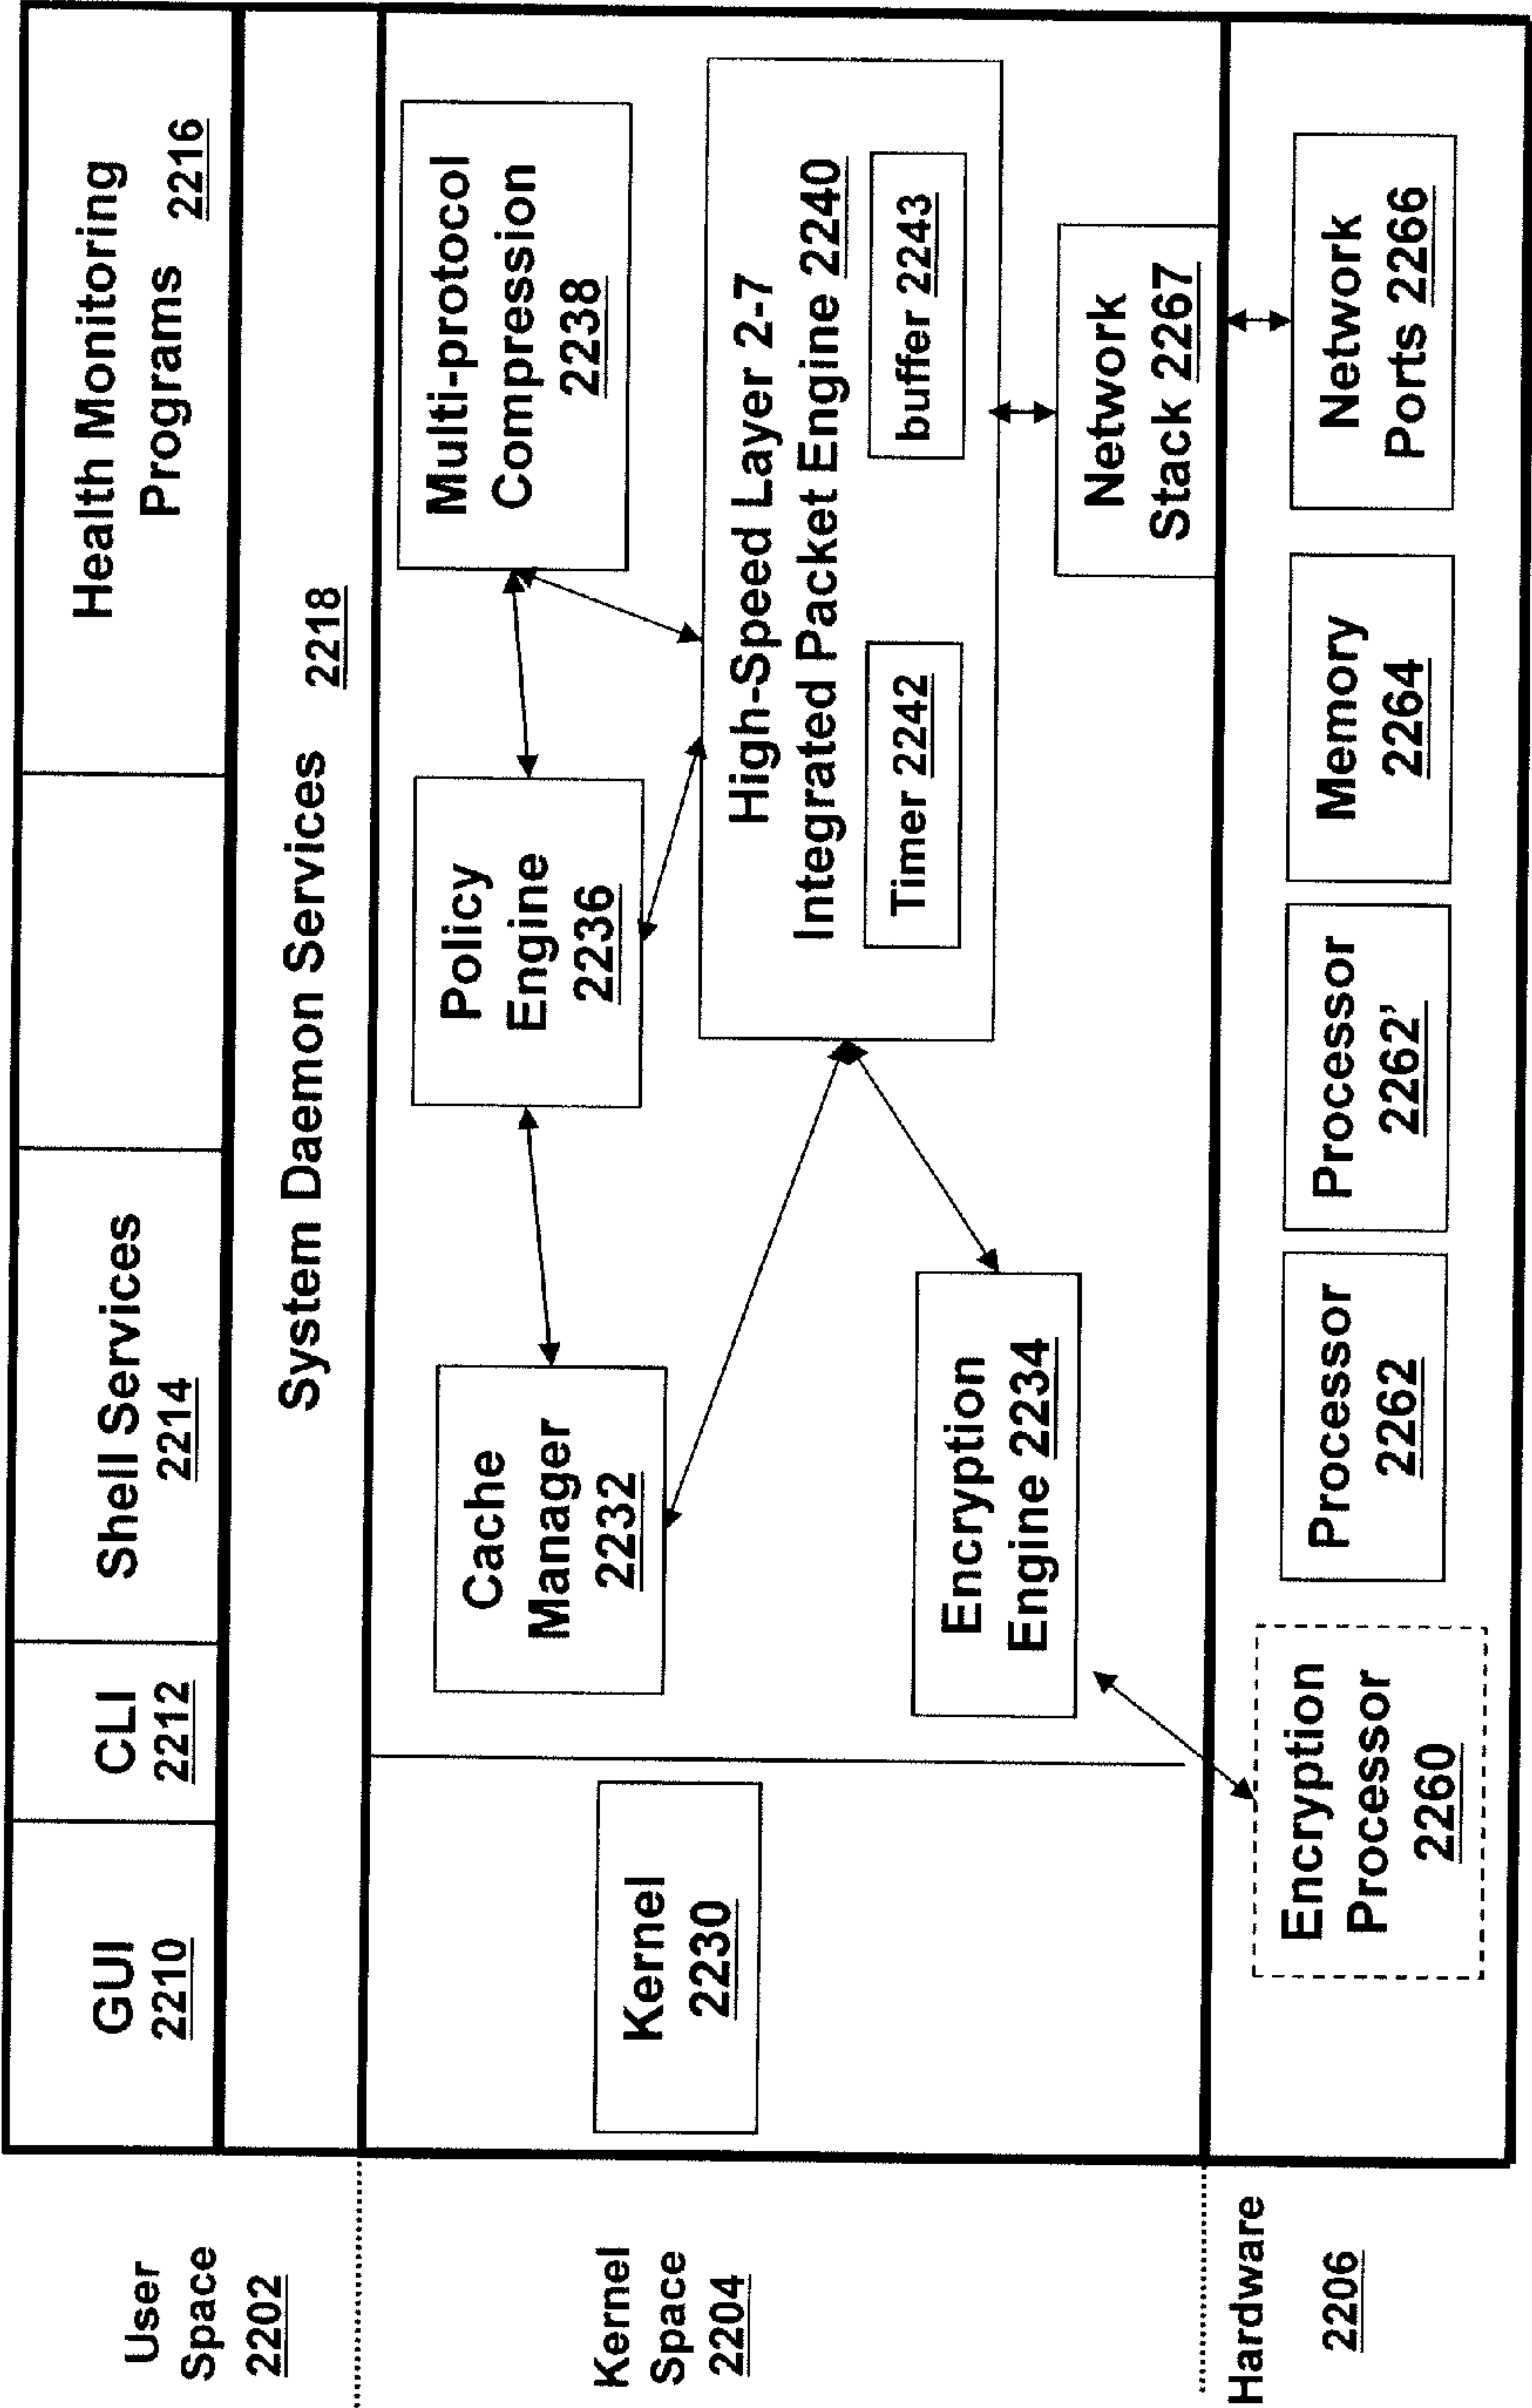 User
Space
2202
GUI
2210
CLI
2212
Shell Services
2214
Health Monitoring
Programs 2216
System Daemon Services 2218
Kernel
Space
2204
Kernel
2230
Cache
Manager
2232
Policy
Engine
2236
Multi-protocol
Compression
2238
High-Speed Layer 2-7
Integrated Packet Engine 2240
Timer 2242
buffer 2243
Encryption
Engine 2234
Network
Stack 2267
Hardware
2206
Encryption
Processor
2260
Processor
2262
Processor
2262’
Memory
2264
Network
Ports 2266